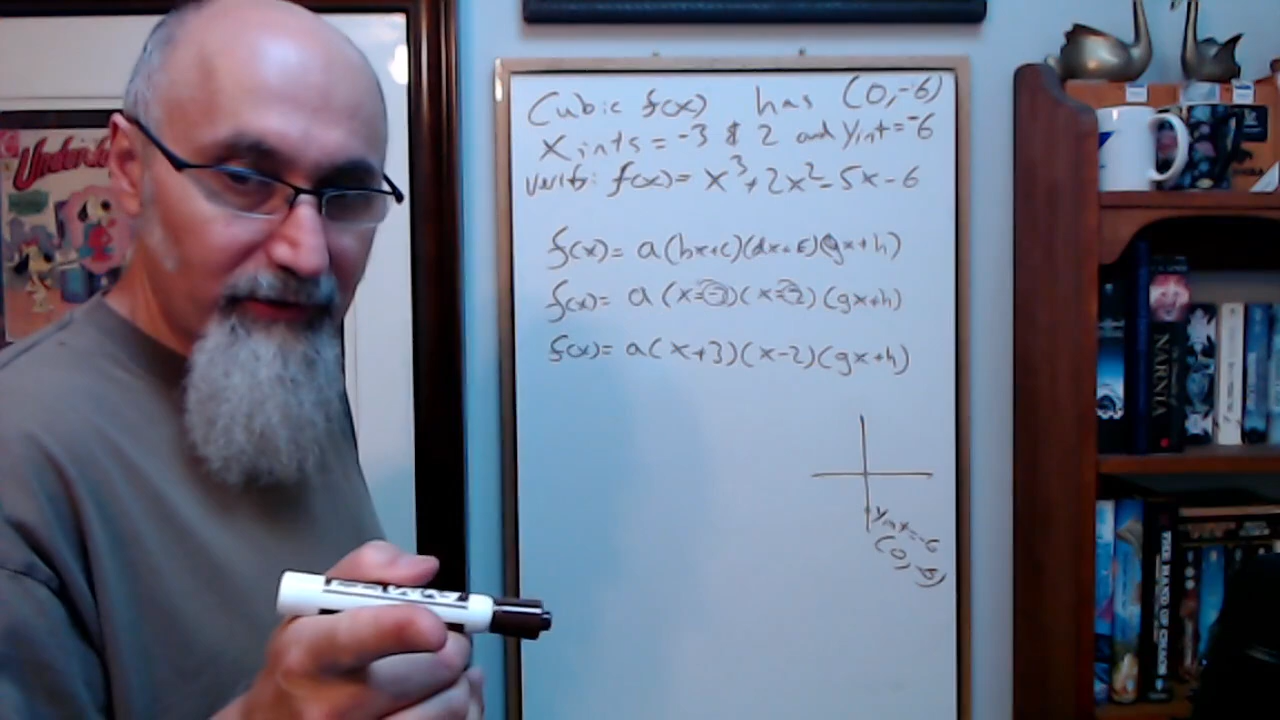 Cubic f(x) has (0,-6)
x ints = -3 & 2 and yint = -6
verify: f(x) = x³+2x²-5x-6
f(x) = a(bx+c)(dx+e)(gx+h)
f(x) = a(x-(-3))(x-(2))(gx+h)
f(x) = a(x+3)(x-2)(gx+h)
yint=-6
(0,-6)
NARNIA